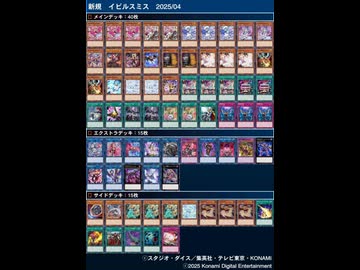 新規 イビルスミス 2025/04
メインデッキ:40枚
エクストラデッキ:15枚
サイドデッキ:15枚
©スタジオ・ダイス/集英社・テレビ東京・KONAMI
©2025 Konami Digital Entertainment